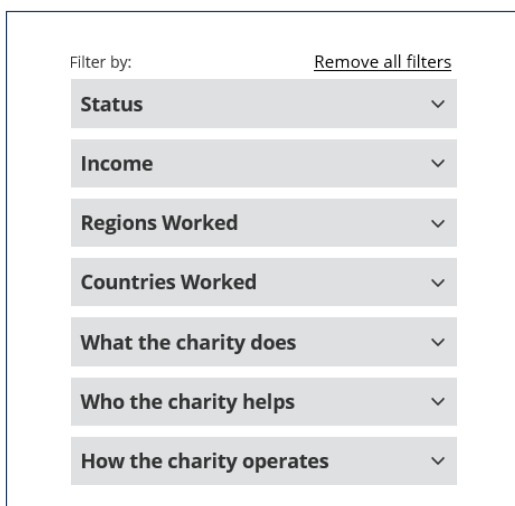 Filter by:
Remove all filters
Status
Income
Regions Worked
Countries Worked
What the charity does
Who the charity helps
How the charity operates